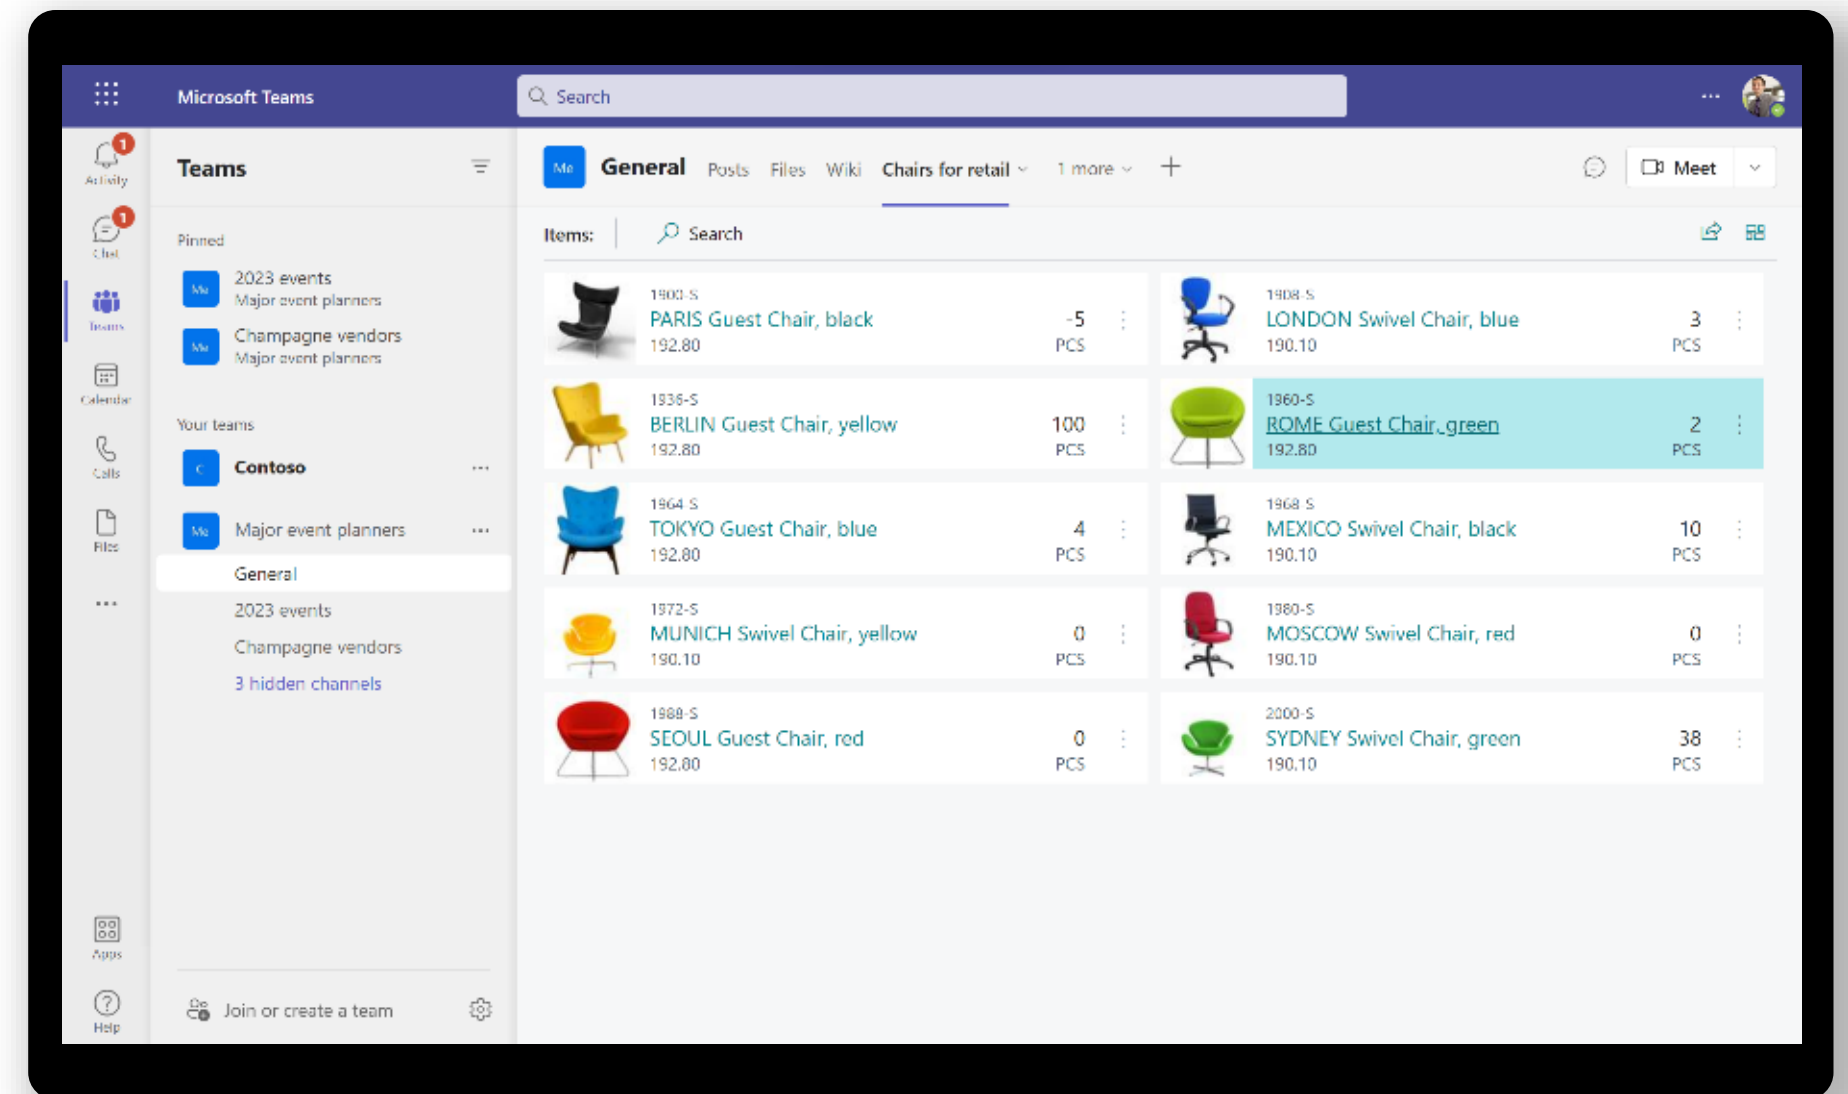 Microsoft Teams
Search
...
1
Activity
1
Chat
Teams
Calendar
Calls
Files
...
Apps
Help
Teams
Pinned
Me
2023 events
Major event planners
Me
Champagne vendors
Major event planners
Your teams
C
Contoso
...
Me
Major event planners
...
General
2023 events
Champagne vendors
3 hidden channels
Join or create a team
Me
General Posts Files Wiki Chairs for retail 1 more +
Meet
Items: Search
1900-S
PARIS Guest Chair, black
192.80
-5
PCS
1908-S
LONDON Swivel Chair, blue
190.10
3
PCS
1936-S
BERLIN Guest Chair, yellow
192.80
100
PCS
1960-S
ROME Guest Chair, green
192.80
2
PCS
1964-S
TOKYO Guest Chair, blue
192.80
4
PCS
1968-S
MEXICO Swivel Chair, black
190.10
10
PCS
1972-S
MUNICH Swivel Chair, yellow
190.10
0
PCS
1980-S
MOSCOW Swivel Chair, red
190.10
0
PCS
1988-S
SEOUL Guest Chair, red
192.80
0
PCS
2000-S
SYDNEY Swivel Chair, green
190.10
38
PCS